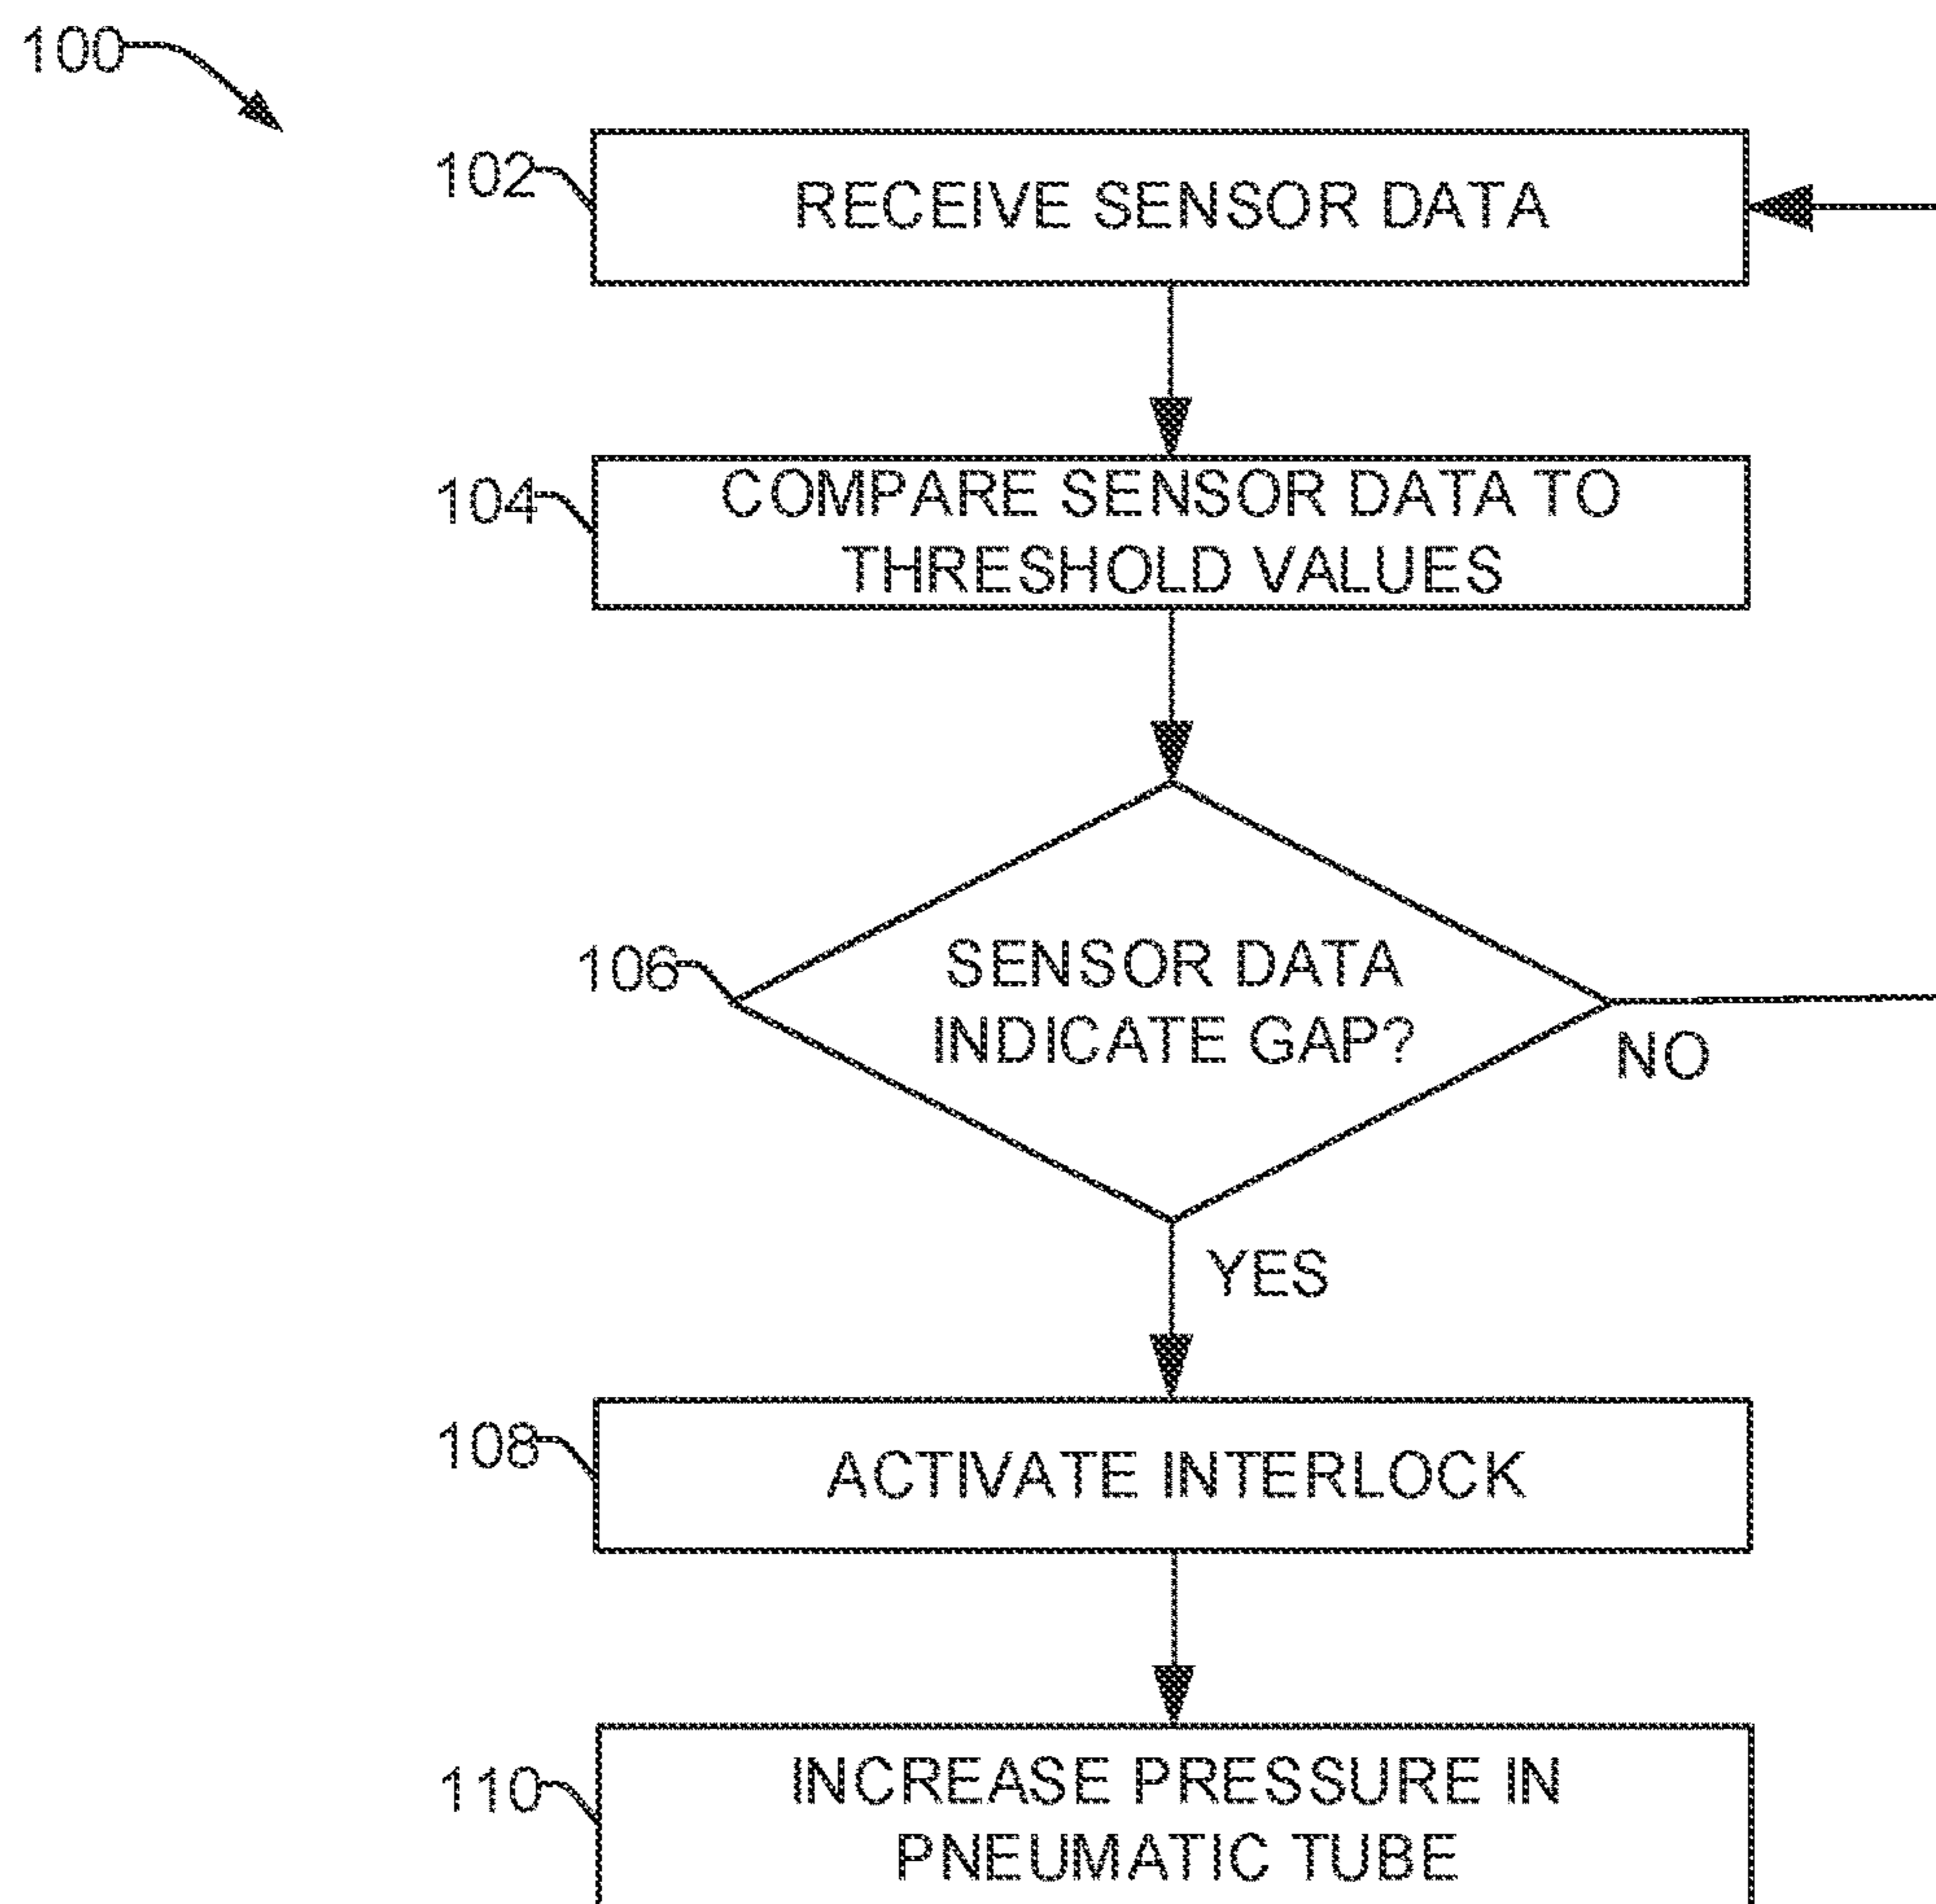 100
102
RECEIVE SENSOR DATA
104
COMPARE SENSOR DATA TO
THRESHOLD VALUES
106
SENSOR DATA
INDICATE GAP?
NO
YES
108
ACTIVATE INTERLOCK
110
INCREASE PRESSURE IN
PNEUMATIC TUBE